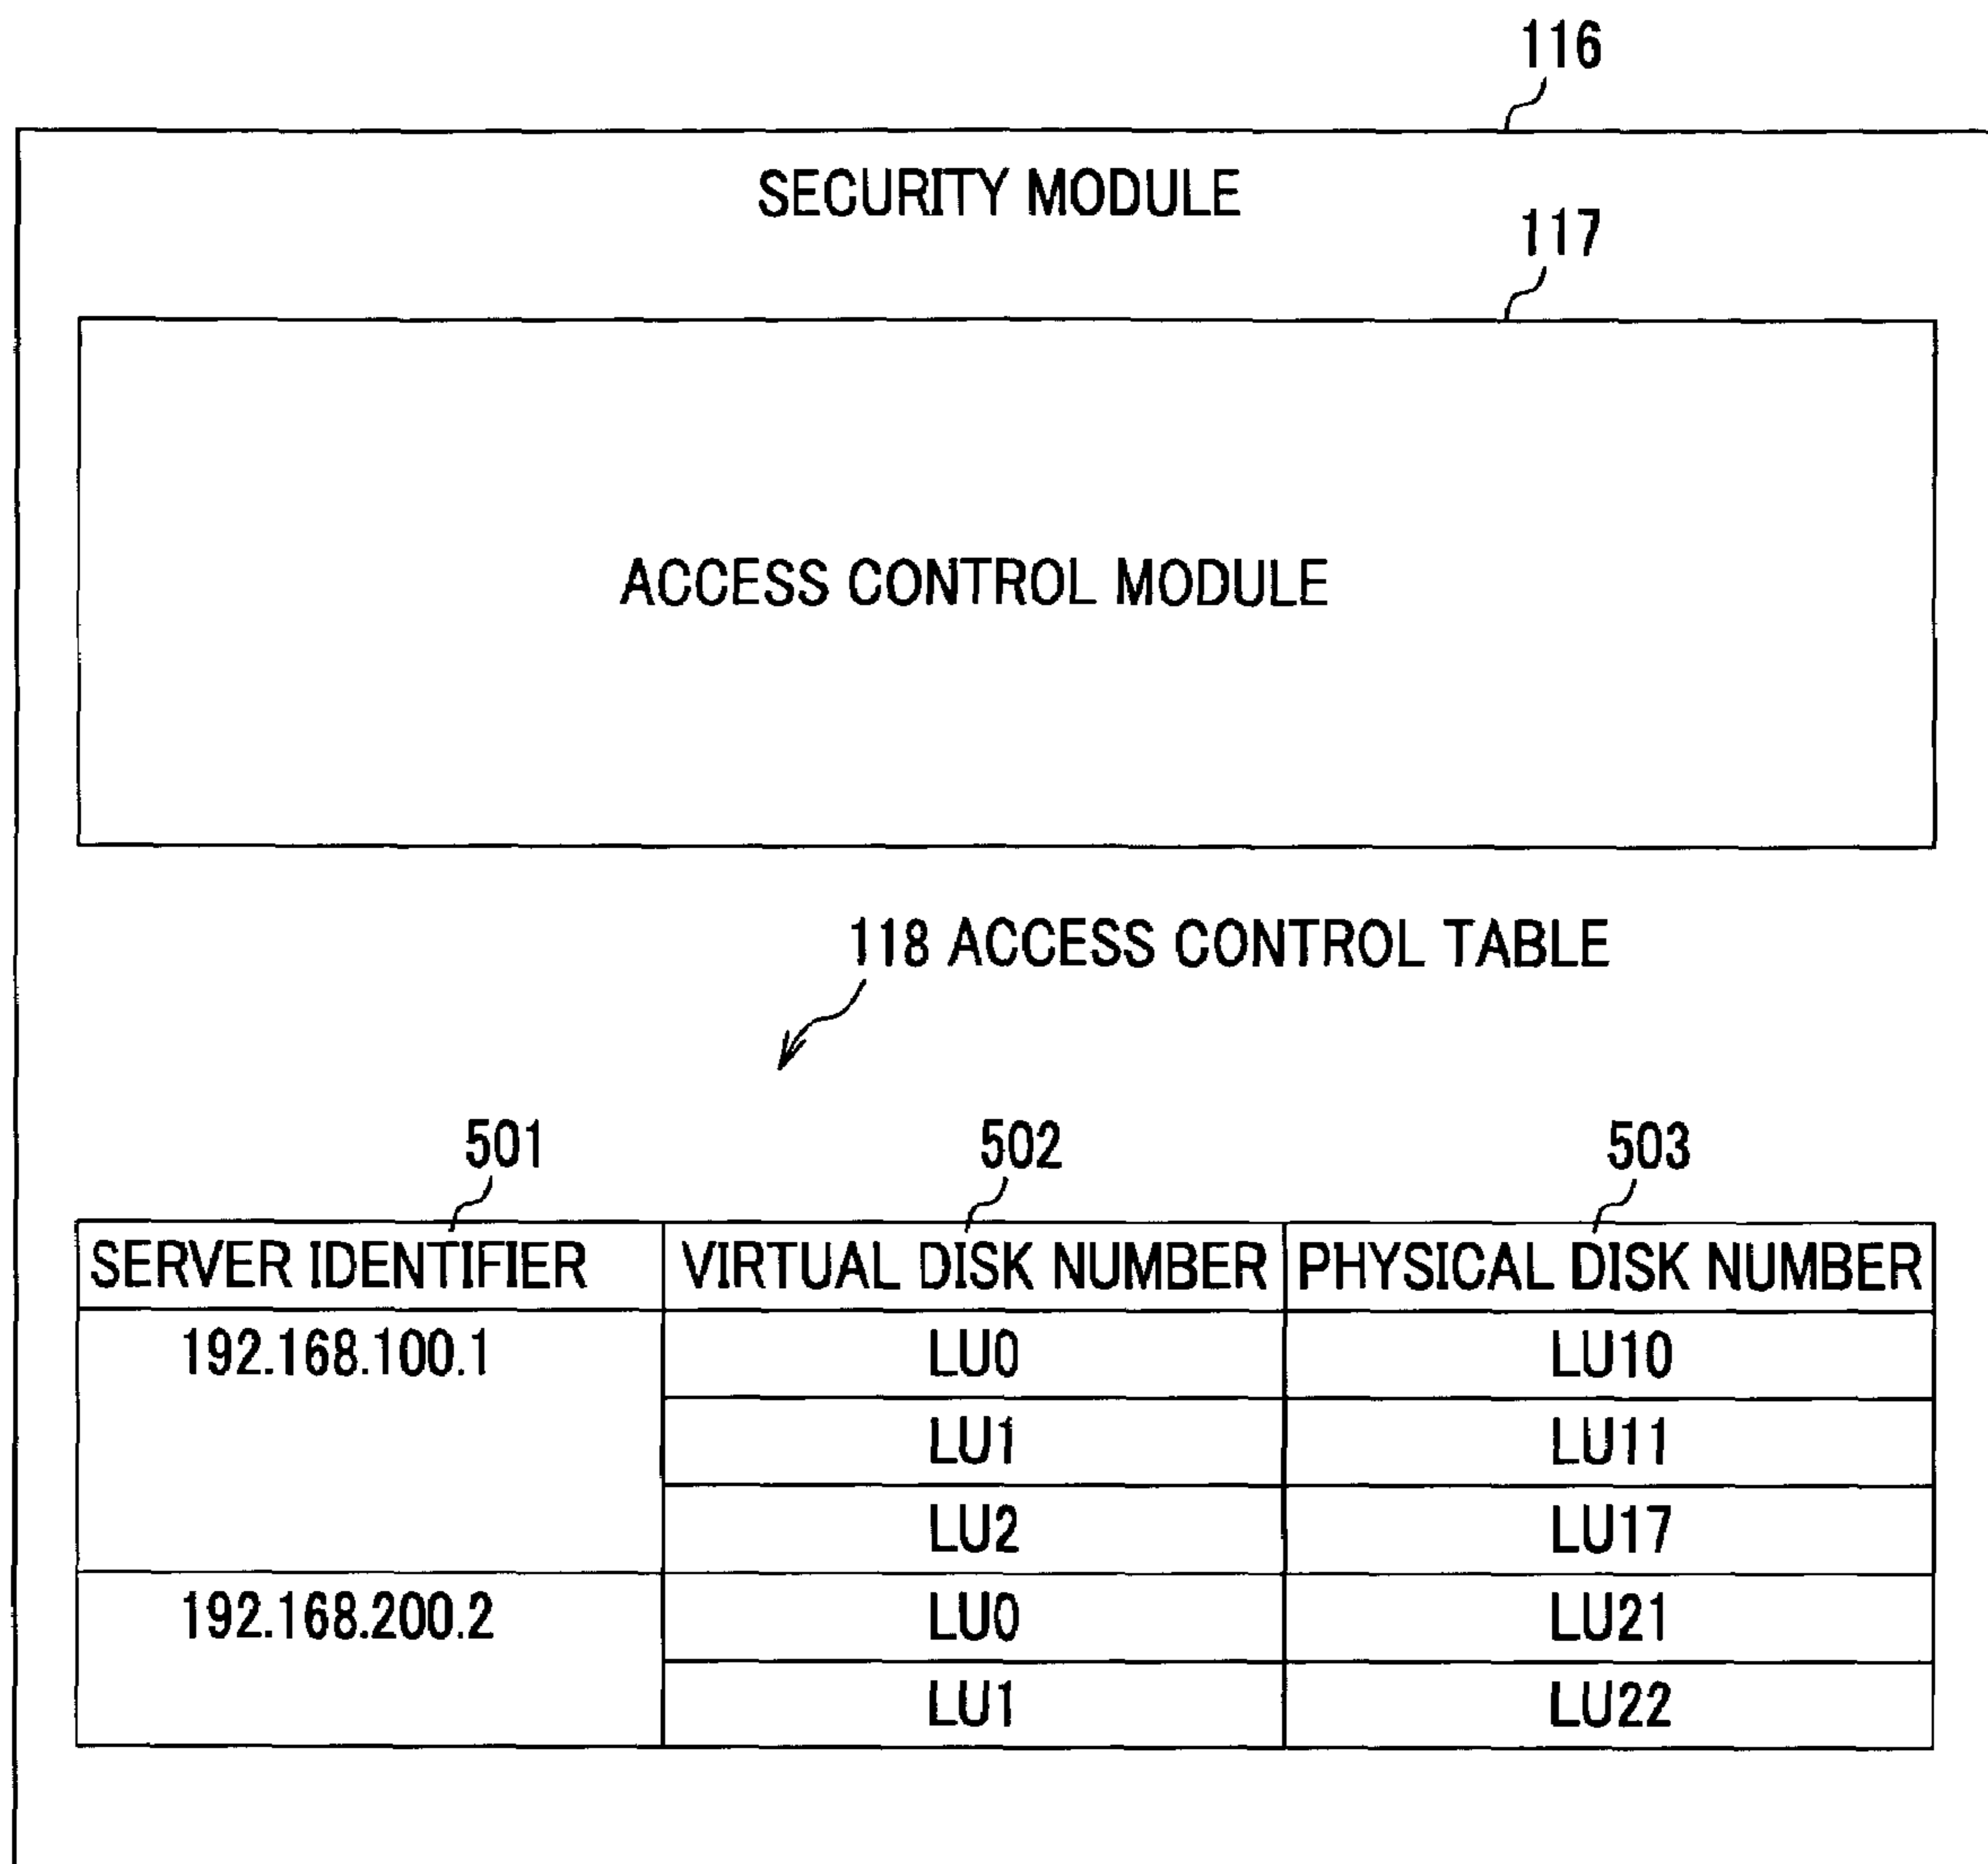 116
SECURITY MODULE
117
ACCESS CONTROL MODULE
118 ACCESS CONTROL TABLE
501 502 503
SERVER IDENTIFIER VIRTUAL DISK NUMBER PHYSICAL DISK NUMBER
192.168.100.1 LU0 LU10
LU1 LU11
LU2 LU17
192.168.200.2 LU0 LU21
LU1 LU22